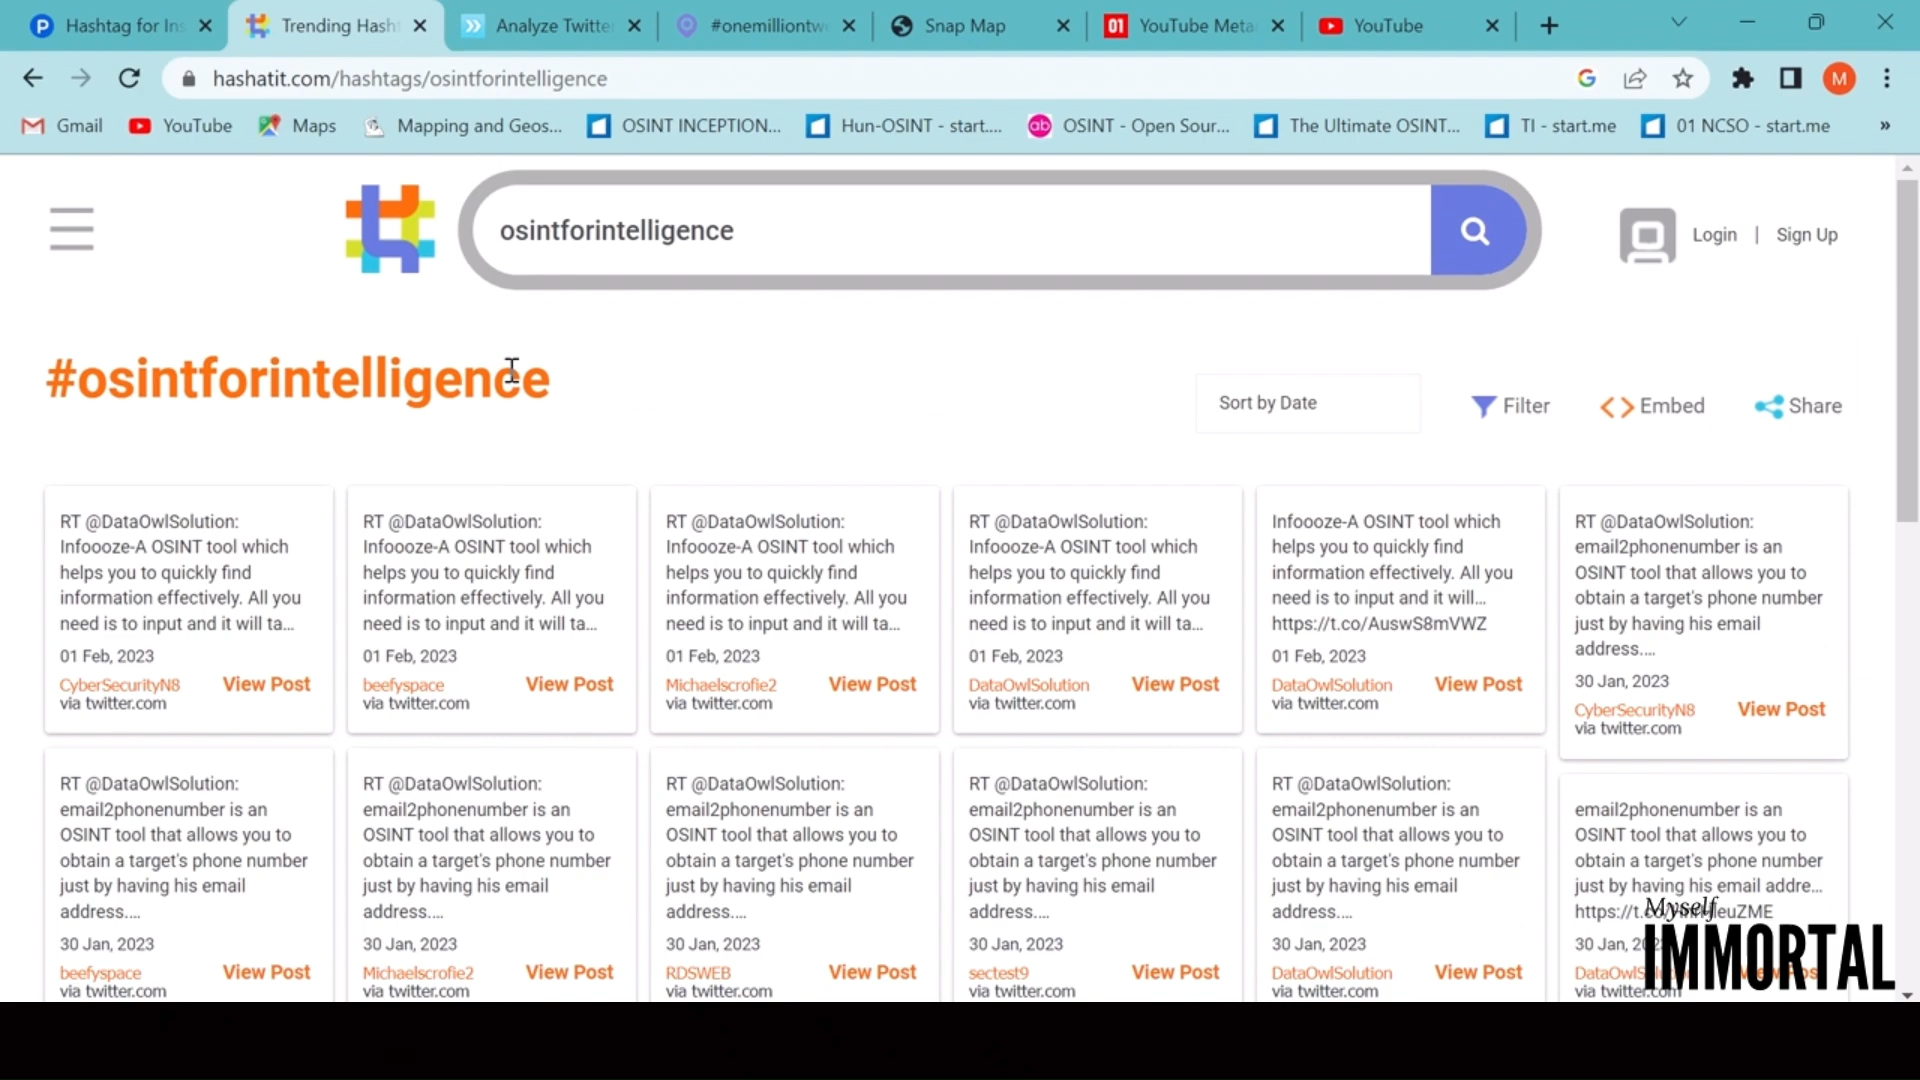 Hashtag for Ins
Trending Hasht
Analyze Twitter
#onemilliontwe
Snap Map
01
YouTube Meta
YouTube
hashatit.com/hashtags/osintforintelligence
M
Gmail
YouTube
Maps
Mapping and Geos...
OSINT INCEPTION...
Hun-OSINT - start....
ab
OSINT - Open Sour...
The Ultimate OSINT...
TI - start.me
01 NCSO - start.me
»
osintforintelligence
Login | Sign Up
#osintforintelligence
Sort by Date
Filter
Embed
Share
RT @DataOwlSolution:
Infoooze-A OSINT tool which
helps you to quickly find
information effectively. All you
need is to input and it will ta...
01 Feb, 2023
CyberSecurityN8
via twitter.com
View Post
RT @DataOwlSolution:
Infoooze-A OSINT tool which
helps you to quickly find
information effectively. All you
need is to input and it will ta...
01 Feb, 2023
beefyspace
via twitter.com
View Post
RT @DataOwlSolution:
Infoooze-A OSINT tool which
helps you to quickly find
information effectively. All you
need is to input and it will ta...
01 Feb, 2023
Michaelscrofie2
via twitter.com
View Post
RT @DataOwlSolution:
Infoooze-A OSINT tool which
helps you to quickly find
information effectively. All you
need is to input and it will ta...
01 Feb, 2023
DataOwlSolution
via twitter.com
View Post
Infoooze-A OSINT tool which
helps you to quickly find
information effectively. All you
need is to input and it will...
https://t.co/AuswS8mVWZ
01 Feb, 2023
DataOwlSolution
via twitter.com
View Post
RT @DataOwlSolution:
email2phonenumber is an
OSINT tool that allows you to
obtain a target's phone number
just by having his email
address....
30 Jan, 2023
CyberSecurityN8
via twitter.com
View Post
RT @DataOwlSolution:
email2phonenumber is an
OSINT tool that allows you to
obtain a target's phone number
just by having his email
address....
30 Jan, 2023
beefyspace
via twitter.com
View Post
RT @DataOwlSolution:
email2phonenumber is an
OSINT tool that allows you to
obtain a target's phone number
just by having his email
address....
30 Jan, 2023
Michaelscrofie2
via twitter.com
View Post
RT @DataOwlSolution:
email2phonenumber is an
OSINT tool that allows you to
obtain a target's phone number
just by having his email
address....
30 Jan, 2023
RDSWEB
via twitter.com
View Post
RT @DataOwlSolution:
email2phonenumber is an
OSINT tool that allows you to
obtain a target's phone number
just by having his email
address....
30 Jan, 2023
sectest9
via twitter.com
View Post
RT @DataOwlSolution:
email2phonenumber is an
OSINT tool that allows you to
obtain a target's phone number
just by having his email
address....
30 Jan, 2023
DataOwlSolution
via twitter.com
View Post
email2phonenumber is an
OSINT tool that allows you to
obtain a target's phone number
just by having his email addre...
30 Jan,
via twitter.com
Myself
IMMORTAL